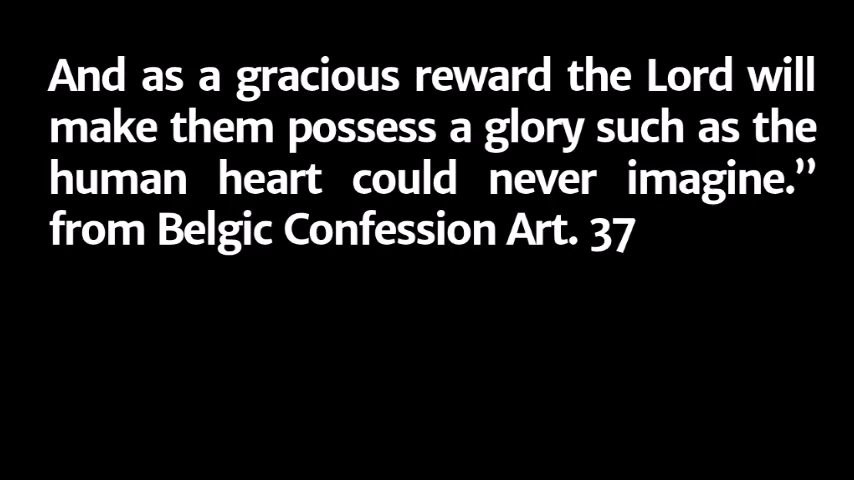 And as a gracious reward the Lord will
make them possess a glory such as the
human heart could never imagine.”
from Belgic Confession Art. 37